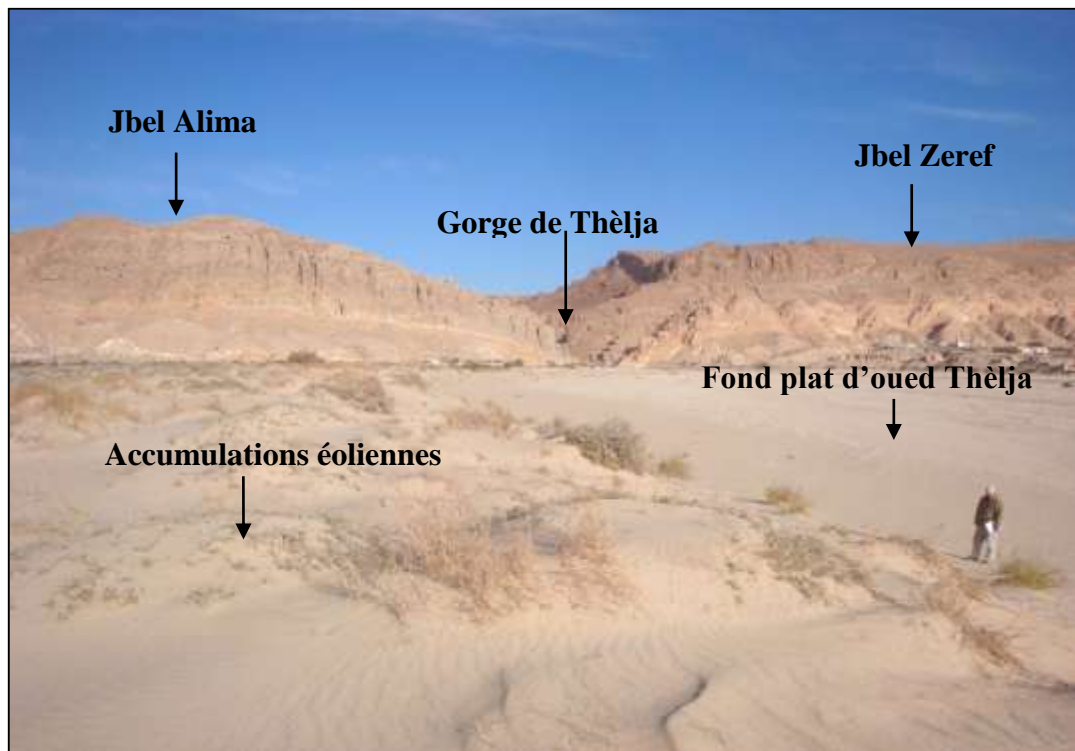 Jbel Alima
Jbel Zeref
Gorge de Thèlja
Fond plat d'oued Thèlja
Accumulations éoliennes